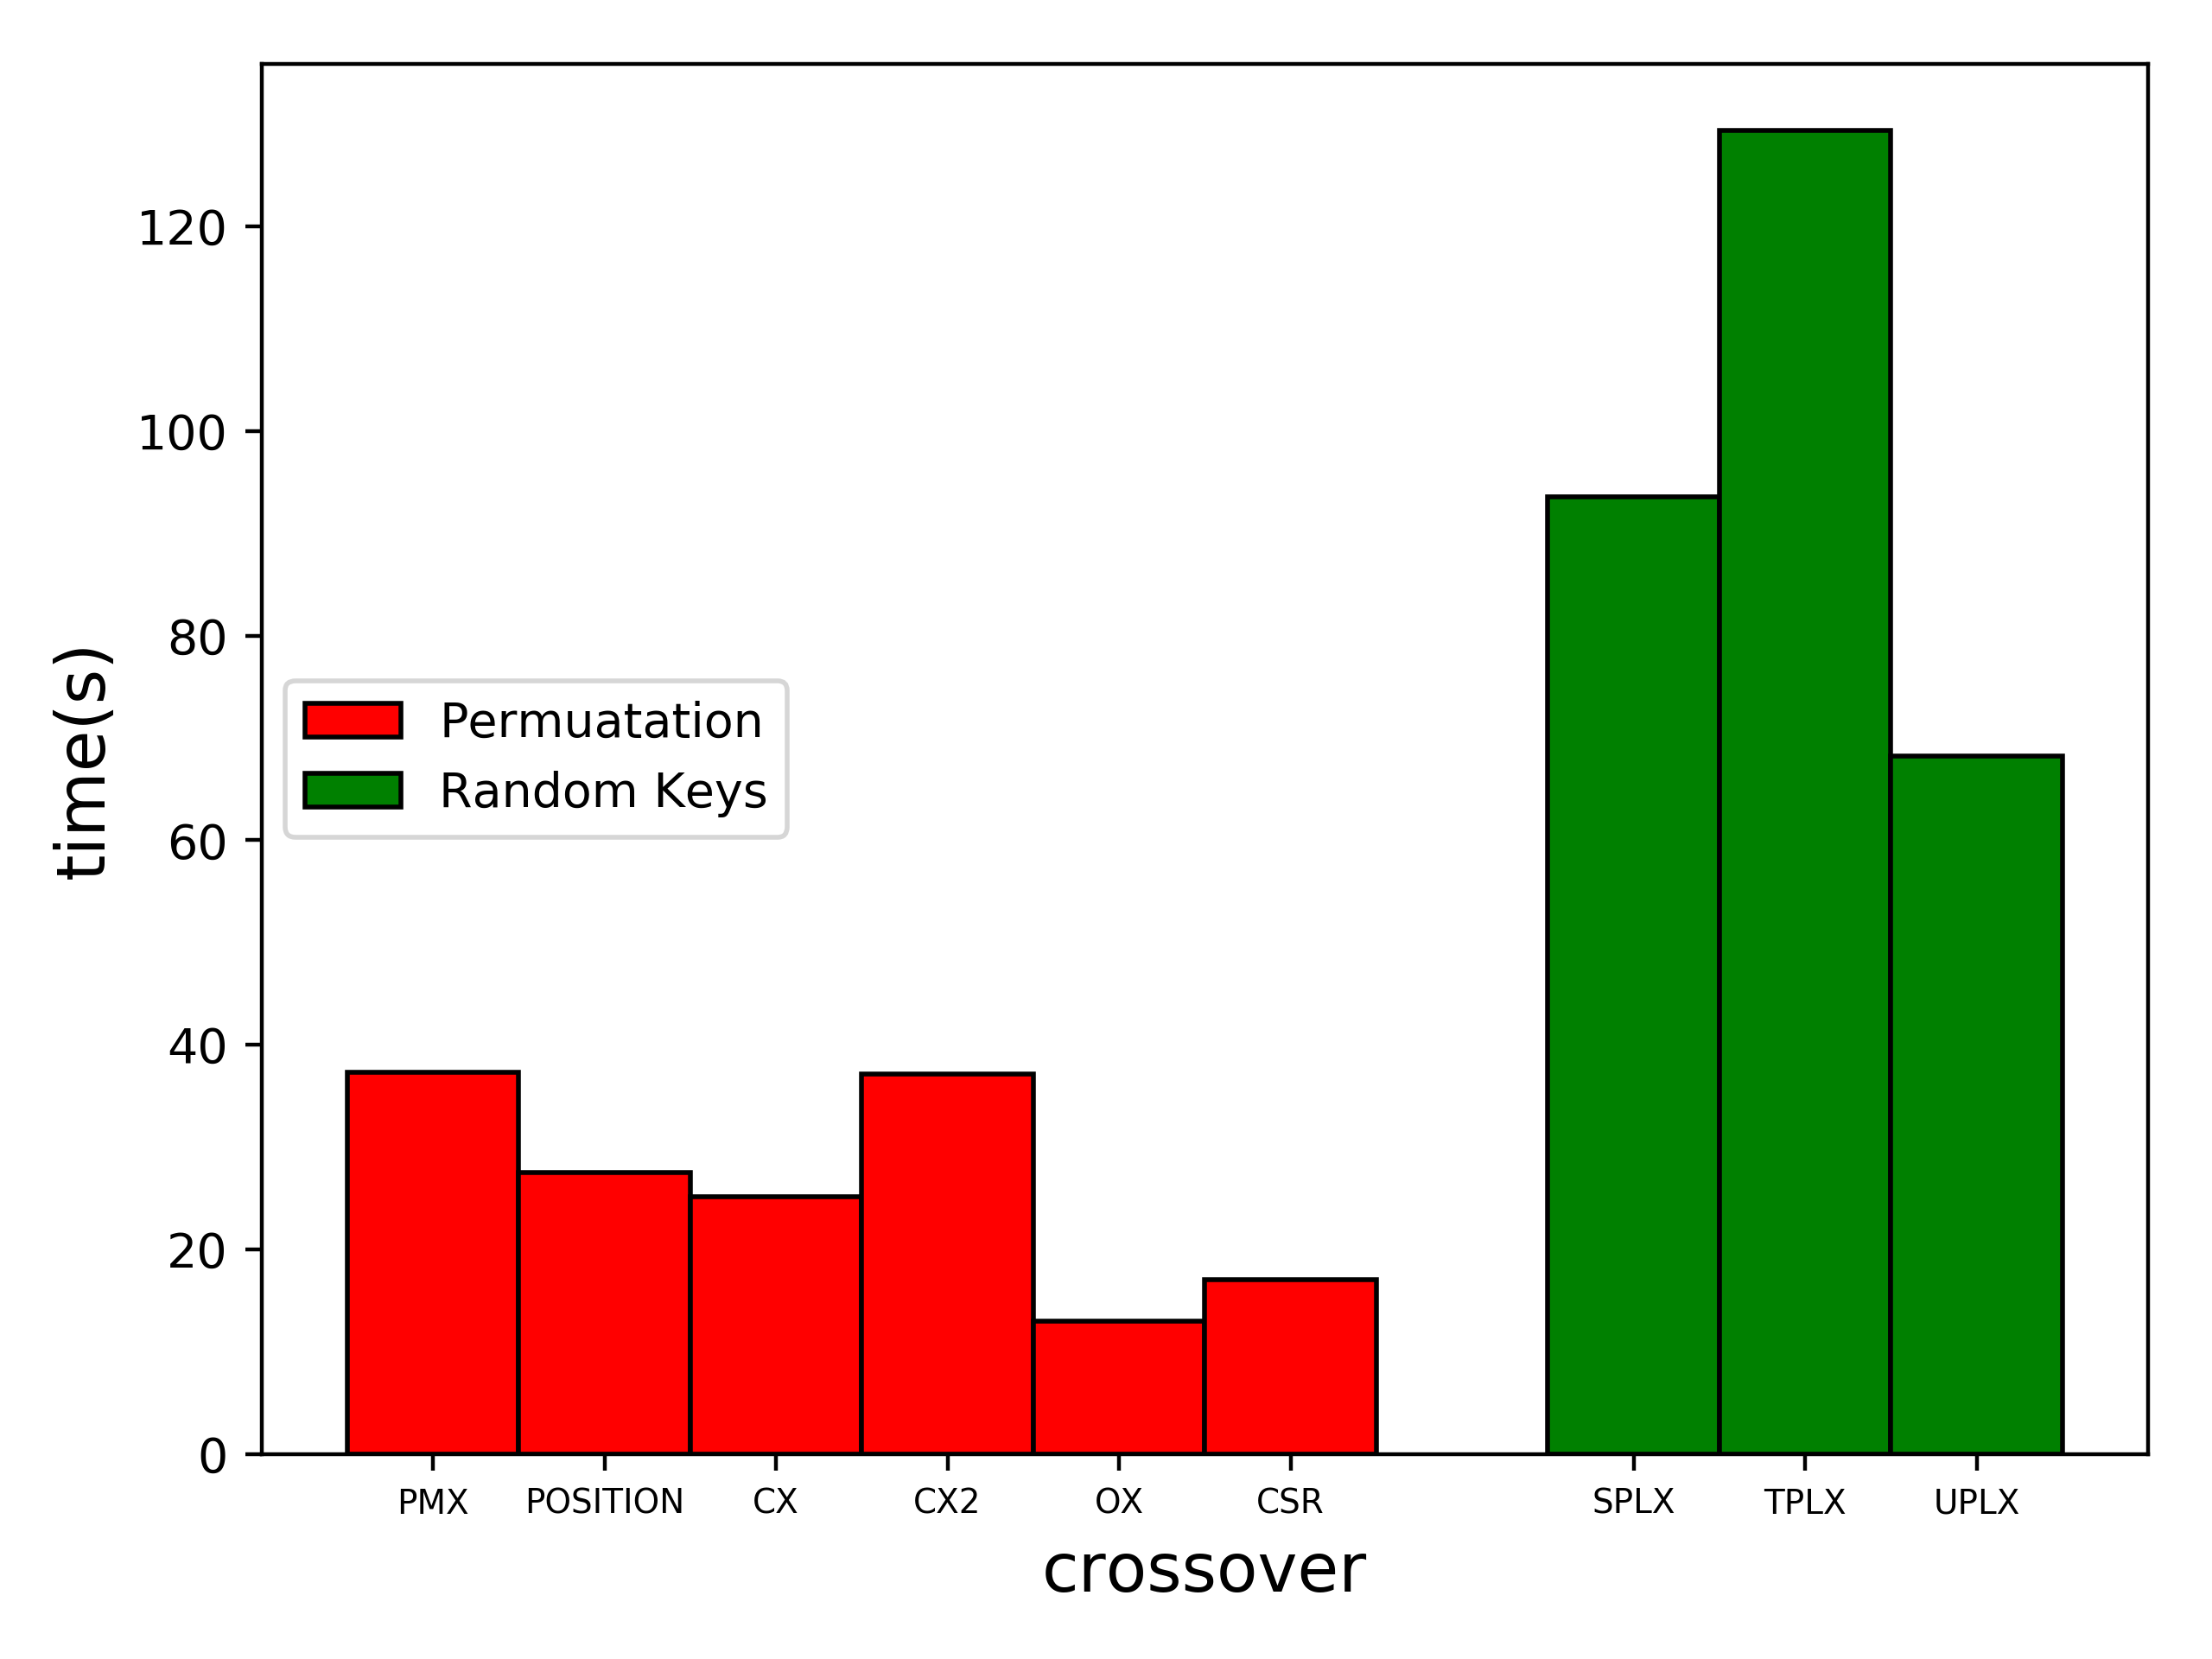 120
100
80
60
40
20
0
time(s)
Permuatation
Random Keys
PMX POSITION CX CX2 OX CSR SPLX TPLX UPLX
crossover